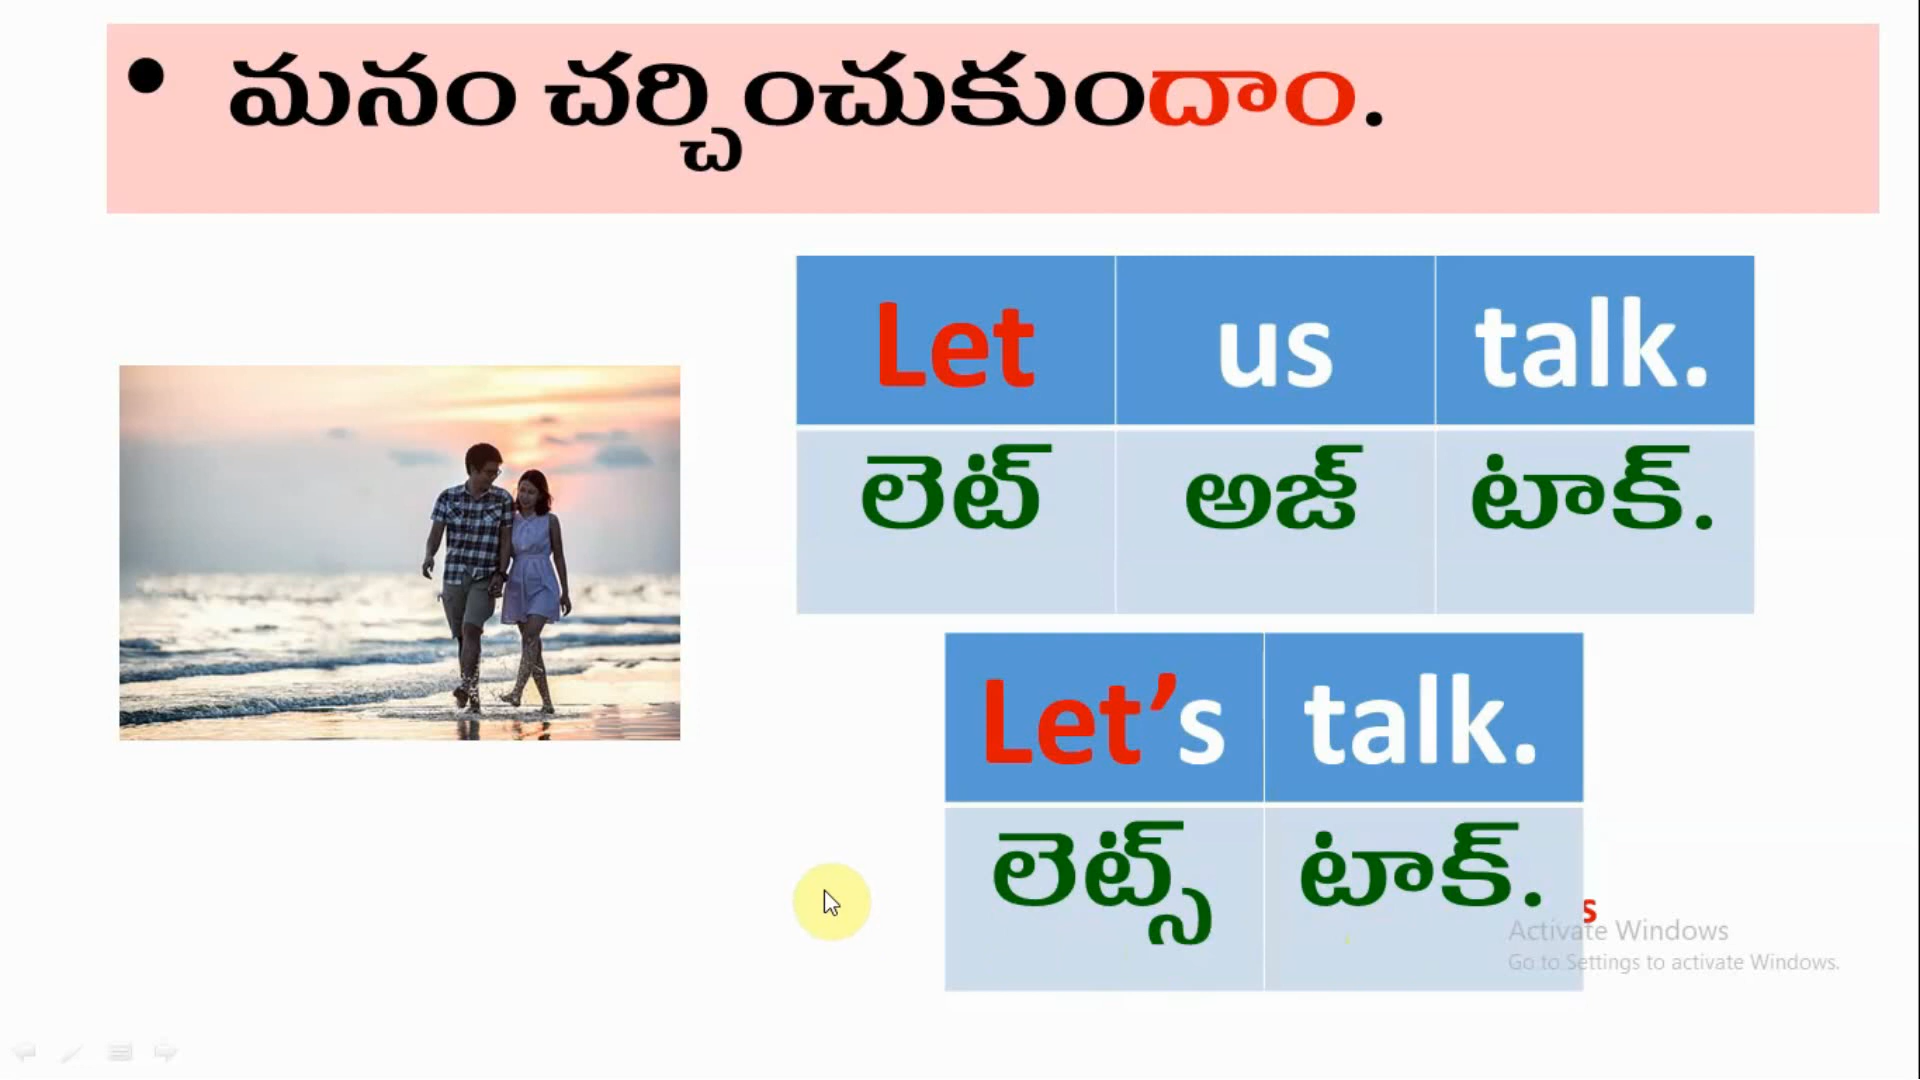 • మనం చర్చించుకుందాం.
Let us talk.
లెట్ అజ్ టాక్.
Let’s talk.
లెట్స్ టాక్.
s
Activate Windows
Go to Settings to activate Windows.